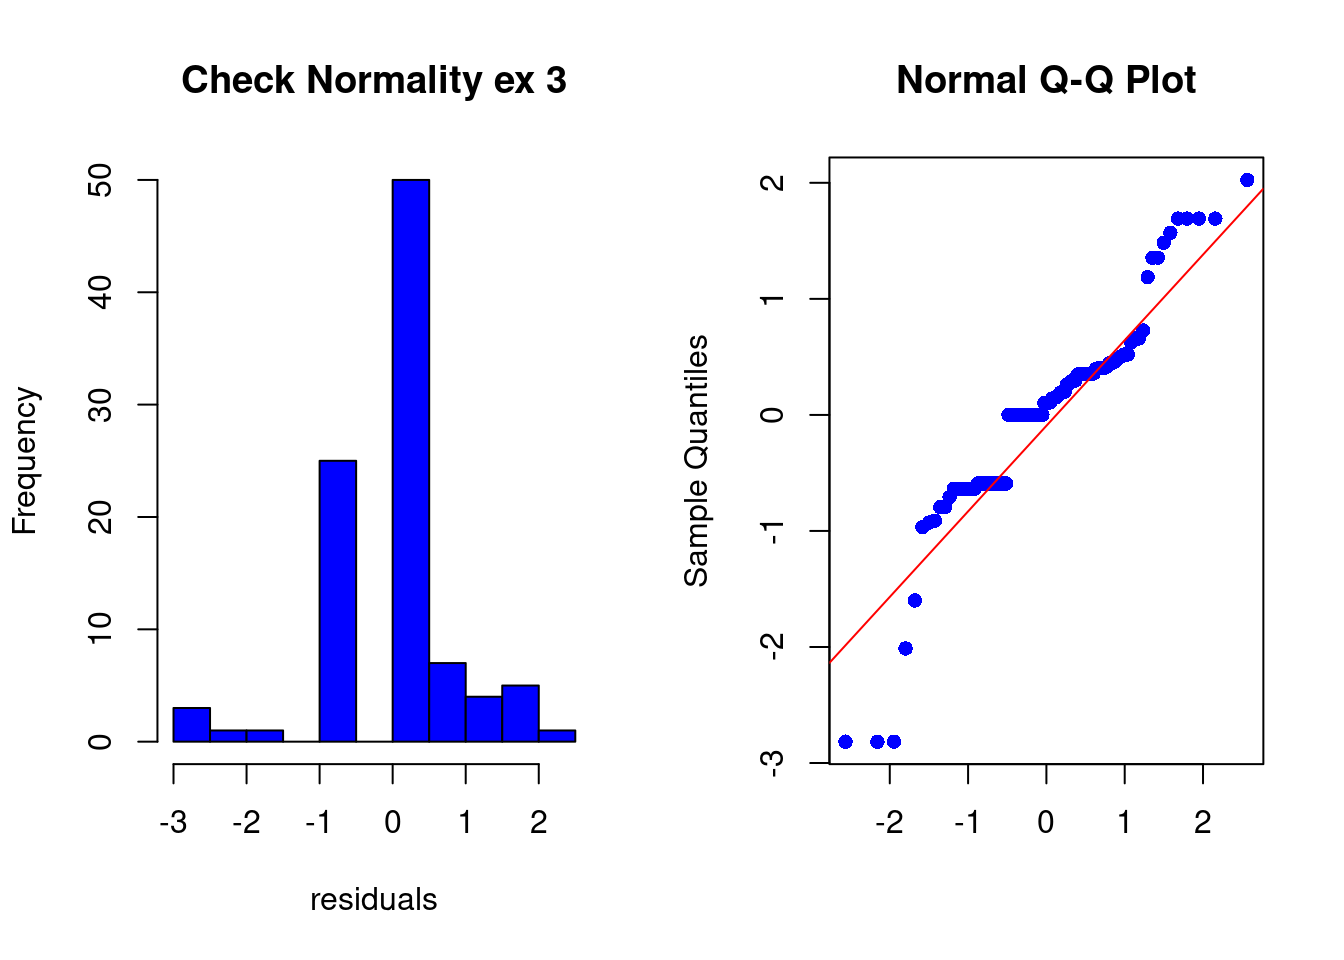 Check Normality ex 3
Frequency
0 10 20 30 40 50
-3 -2 -1 0 1 2
residuals
Normal Q-Q Plot
Sample Quantiles
-3 -2 -1 0 1 2
-2 -1 0 1 2